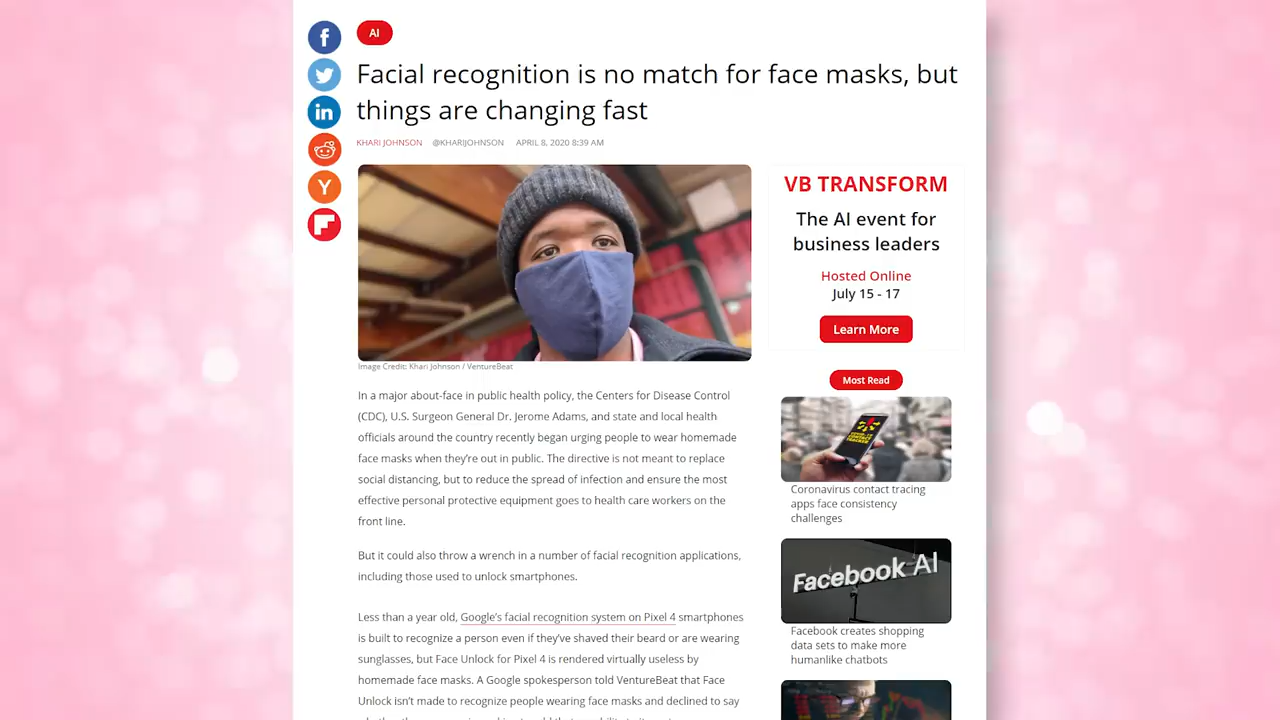 AI
Facial recognition is no match for face masks, but
things are changing fast
KHARI JOHNSON @KHARIJOHNSON APRIL 8, 2020 8:39 AM
Image Credit: Khari Johnson / VentureBeat
In a major about-face in public health policy, the Centers for Disease Control
(CDC), U.S. Surgeon General Dr. Jerome Adams, and state and local health
officials around the country recently began urging people to wear homemade
face masks when they're out in public. The directive is not meant to replace
social distancing, but to reduce the spread of infection and ensure the most
effective personal protective equipment goes to health care workers on the
front line.
But it could also throw a wrench in a number of facial recognition applications,
including those used to unlock smartphones.
Less than a year old, Google's facial recognition system on Pixel 4 smartphones
is built to recognize a person even if they've shaved their beard or are wearing
sunglasses, but Face Unlock for Pixel 4 is rendered virtually useless by
homemade face masks. A Google spokesperson told VentureBeat that Face
Unlock isn't made to recognize people wearing face masks and declined to say
VB TRANSFORM
The AI event for
business leaders
Hosted Online
July 15 - 17
Learn More
Most Read
COVID-19
CONTACT
TRACKER
Coronavirus contact tracing
apps face consistency
challenges
Facebook AI
Facebook creates shopping
data sets to make more
humanlike chatbots